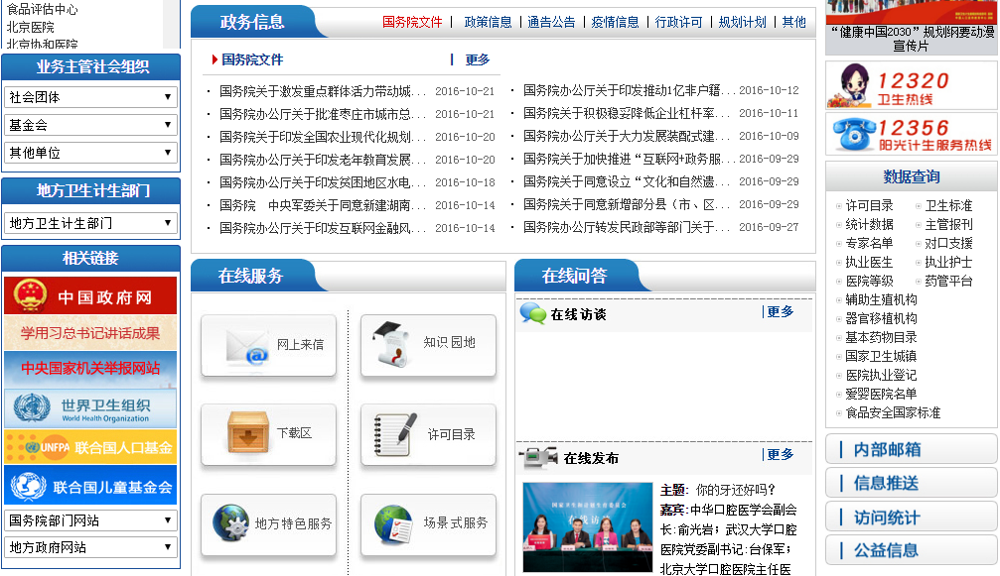 食品评估中心
北京医院
北京协和医院
业务主管社会组织
社会团体
基金会
其他单位
地方卫生计生部门
地方卫生计生部门
相关链接
中国政府网
学用习总书记讲话成果
中央国家机关举报网站
世界卫生组织
World Health Organization
UNFPA 联合国人口基金
联合国儿童基金会
国务院部门网站
地方政府网站
政务信息
国务院文件 | 政策信息 | 通告公告 | 疫情信息 | 行政许可 | 规划计划 | 其他
国务院文件 | 更多
· 国务院关于激发重点群体活力带动城... 2016-10-21
· 国务院关于批准枣庄市城市总... 2016-10-21
· 国务院关于印发全国农业现代化规划... 2016-10-20
· 国务院办公厅关于印发老年教育发展... 2016-10-20
· 国务院办公厅关于印发贫困地区水电... 2016-10-18
· 国务院 中央军委关于同意新建湖南... 2016-10-14
· 国务院办公厅关于印发互联网金融风... 2016-10-14
· 国务院办公厅关于印发推动1亿非户籍... 2016-10-12
· 国务院关于积极稳妥降低企业杠杆率... 2016-10-11
· 国务院办公厅关于大力发展装配式建... 2016-10-09
· 国务院关于加快推进“互联网+政务服... 2016-09-29
· 国务院关于同意设立“文化和自然遗... 2016-09-29
· 国务院关于同意新增部分县（市、区... 2016-09-29
· 国务院办公厅转发民政部等部门关于... 2016-09-27
在线服务
网上来信
知识园地
下载区
许可目录
地方特色服务
场景式服务
在线问答
在线访谈 |更多
在线发布 |更多
主题: 你的牙还好吗?
嘉宾:中华口腔医学会副会
长:俞光岩；武汉大学口腔
医院党委副书记:台保军；
北京大学口腔医院主任医
“健康中国2030”规划纲要动漫
宣传片
12320
卫生热线
12356
阳光计生服务热线
数据查询
许可目录 卫生标准
统计数据 主管报刊
专家名单 对口支援
执业医生 执业护士
医院等级 药管平台
辅助生殖机构
器官移植机构
基本药物目录
国家卫生城镇
医院执业登记
爱婴医院名单
食品安全国家标准
| 内部邮箱
| 信息推送
| 访问统计
| 公益信息